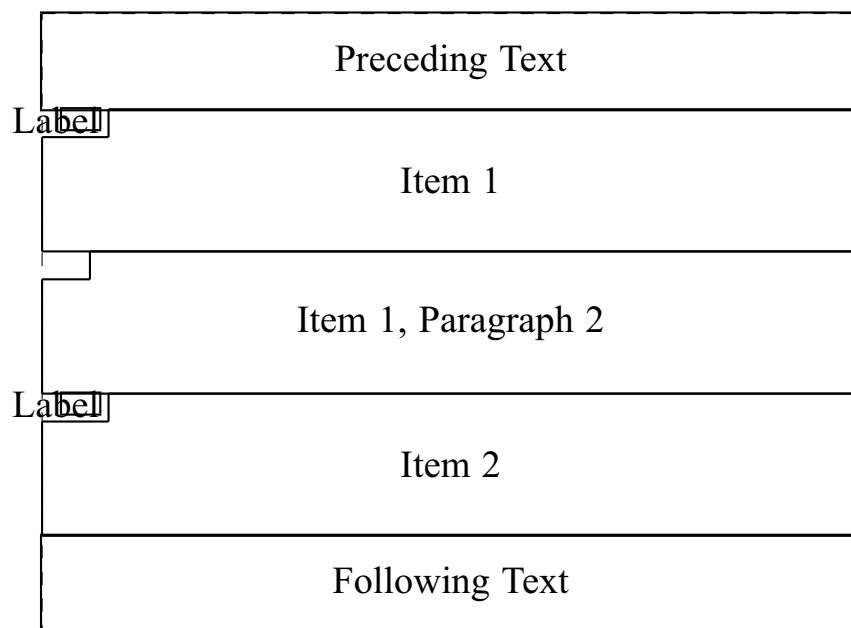 Preceding Text
Label
Item 1
Item 1, Paragraph 2
Label
Item 2
Following Text